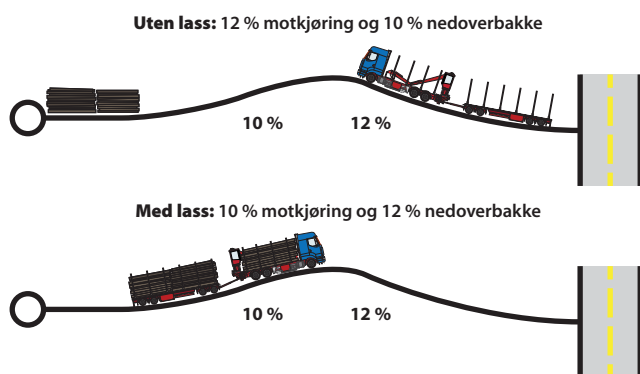 Uten lass: 12 % motkjøring og 10 % nedoverbakke
10 %
12 %
Med lass: 10 % motkjøring og 12 % nedoverbakke
10 %
12 %